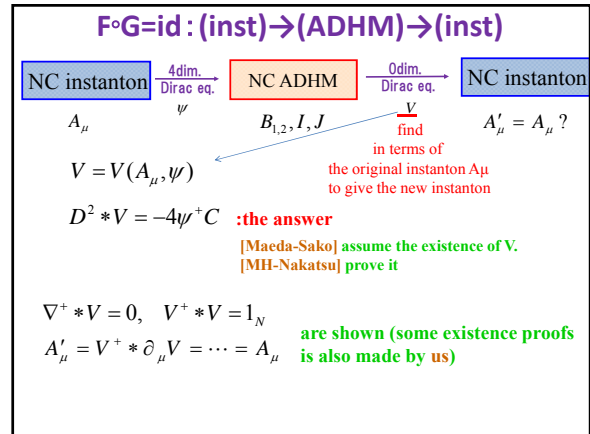 F∘G=id : (inst)→(ADHM)→(inst)
NC instanton
4dim.
Dirac eq.
ψ
NC ADHM
0dim.
Dirac eq.
V
NC instanton
A_μ
B_{1,2}, I, J
find
in terms of
the original instanton Aμ
to give the new instanton
A'_μ = A_μ ?
V = V(A_μ, ψ)
D² * V = −4ψ⁺C :the answer
[Maeda-Sako] assume the existence of V.
[MH-Nakatsu] prove it
∇⁺ * V = 0, V⁺ * V = 1_N
A'_μ = V⁺ * ∂_μ V = ⋯ = A_μ
are shown (some existence proofs
is also made by us)